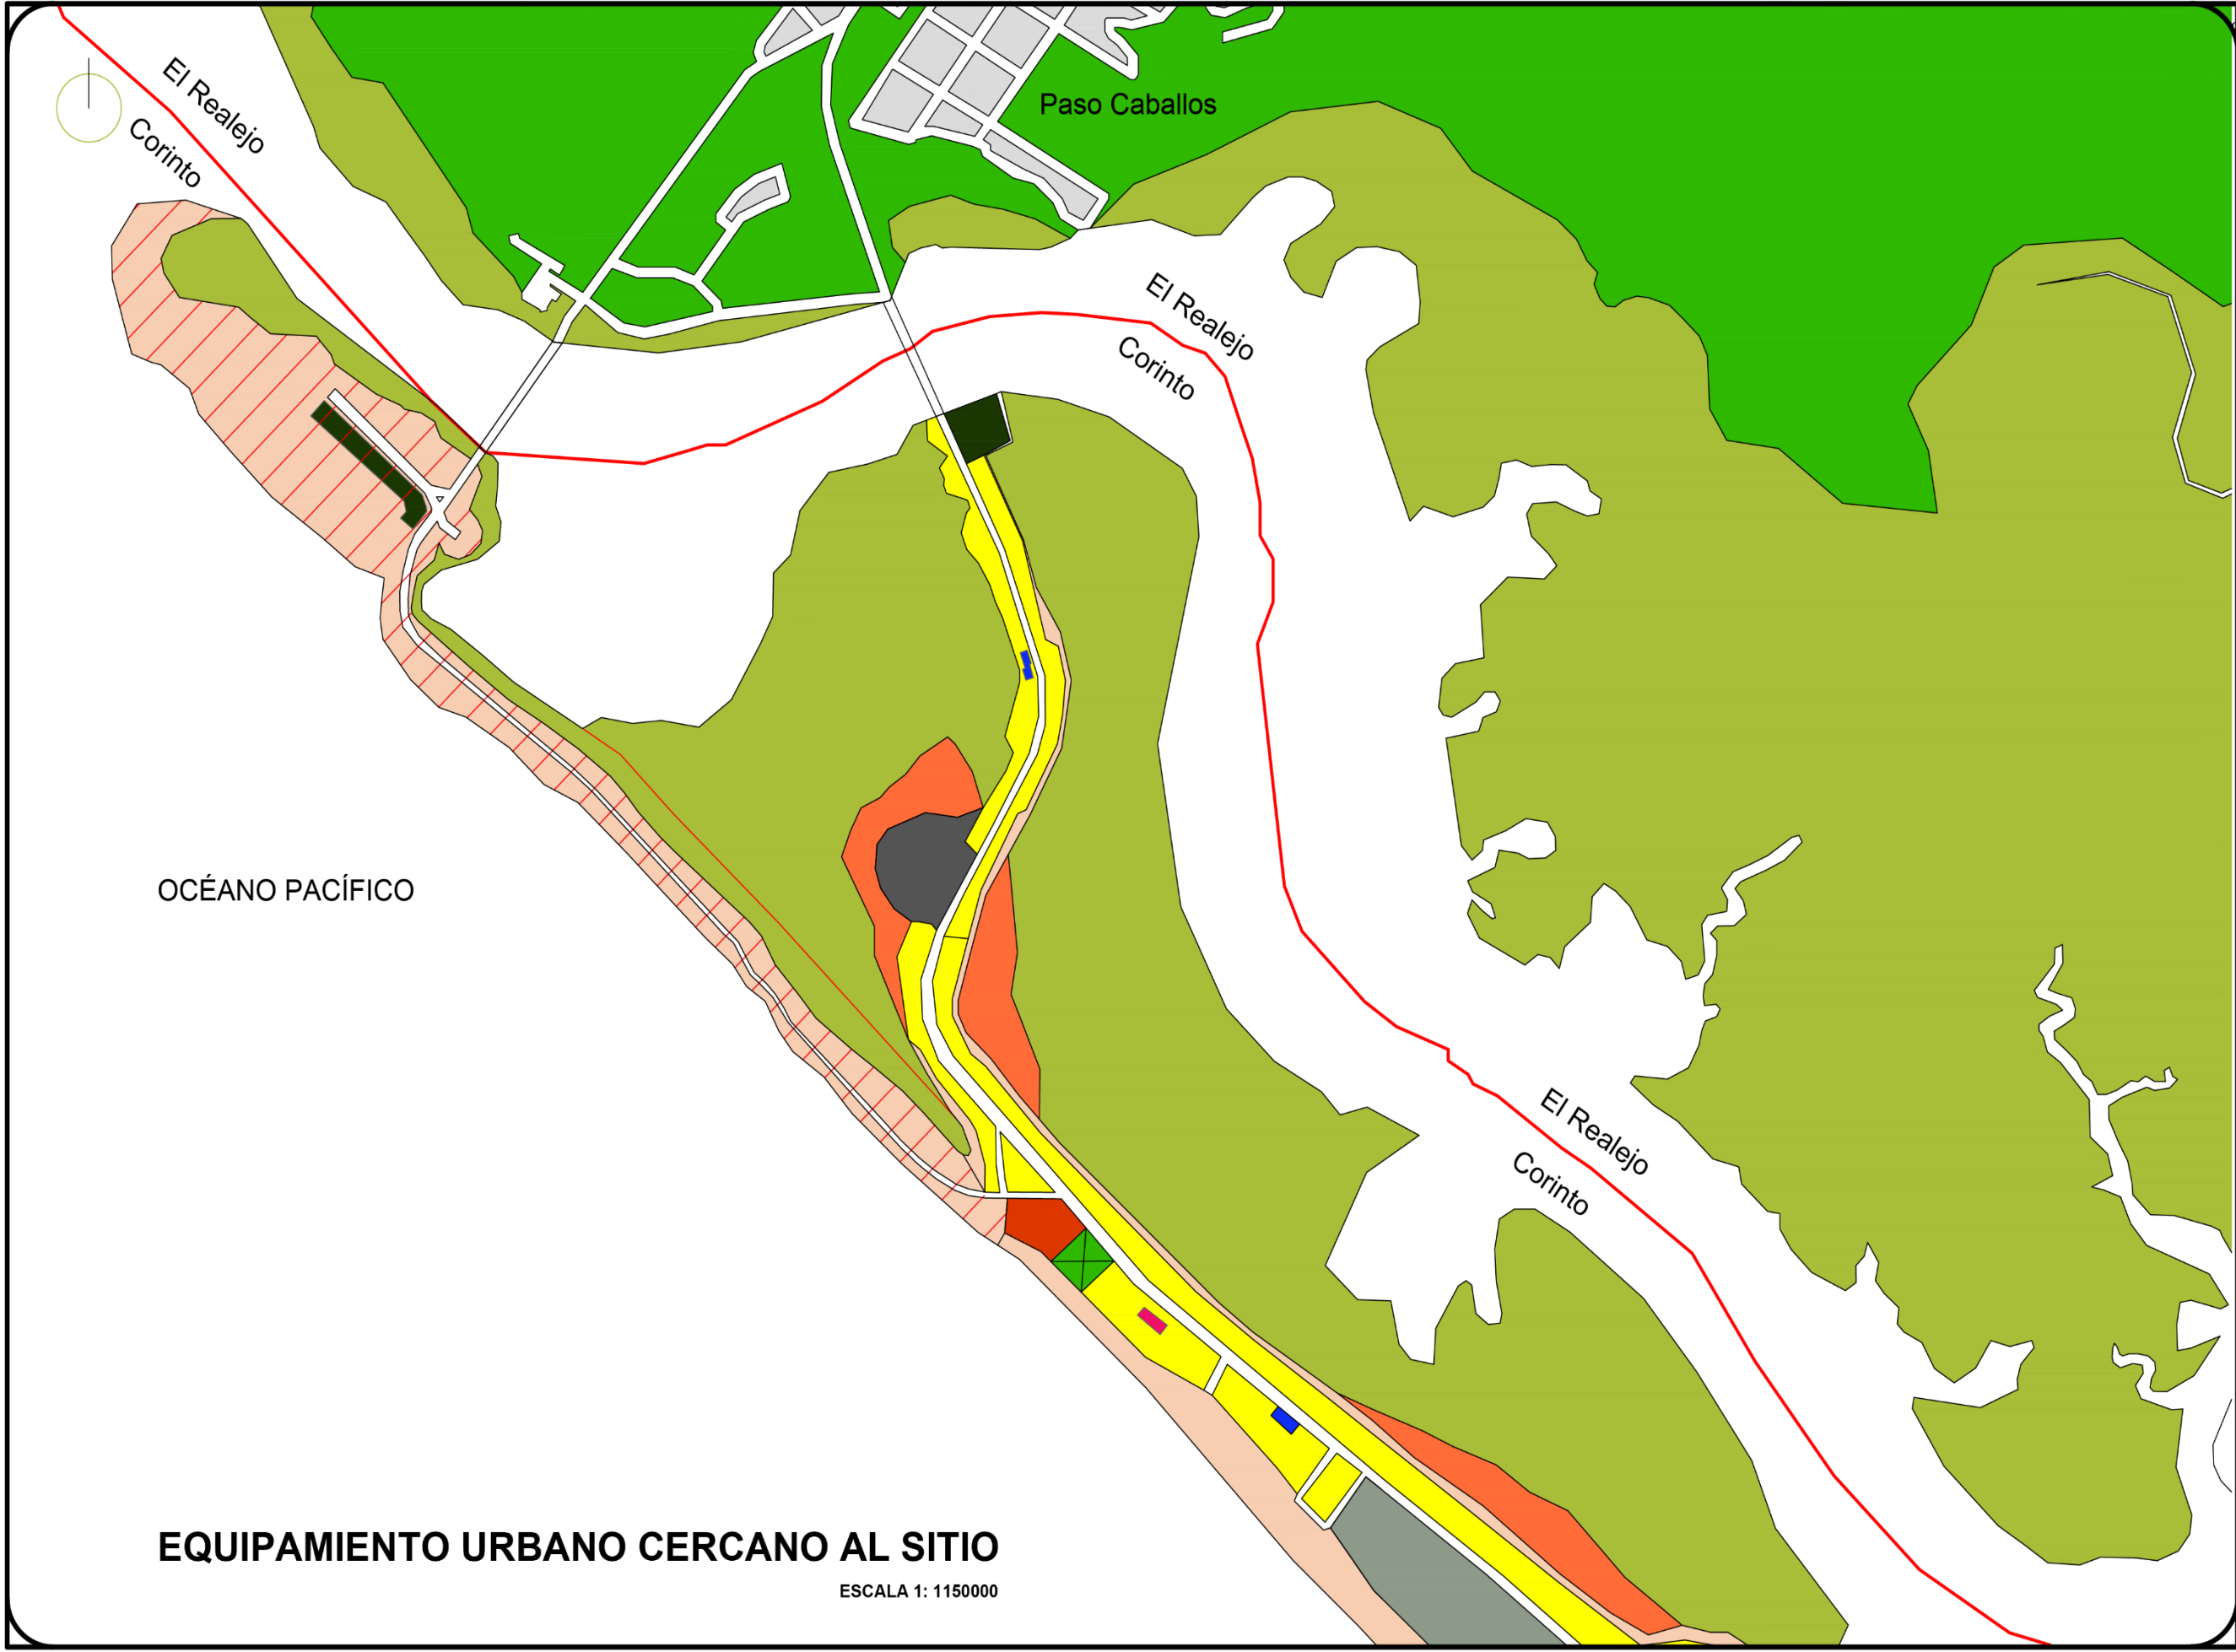 El Realejo
Corinto
Paso Caballos
El Realejo
Corinto
OCÉANO PACÍFICO
El Realejo
Corinto
EQUIPAMIENTO URBANO CERCANO AL SITIO
ESCALA 1: 1150000